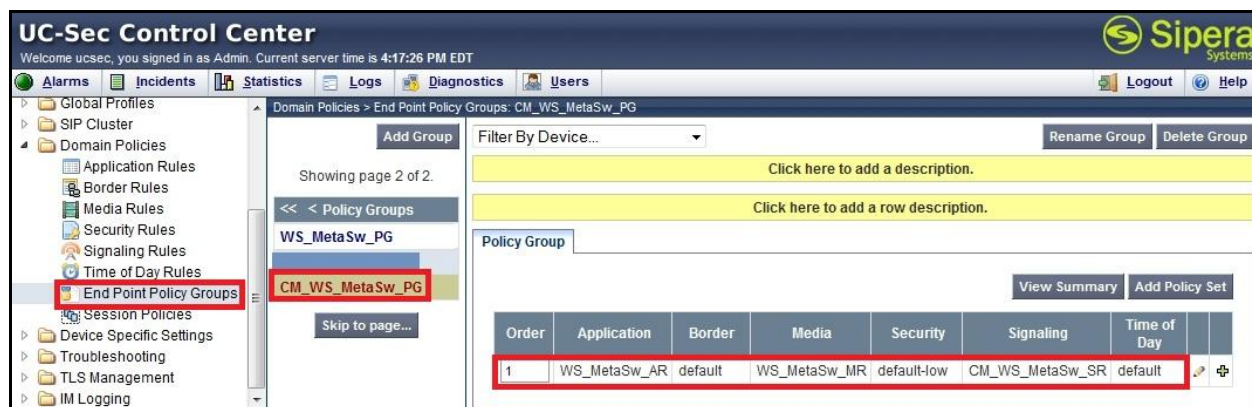 UC-Sec Control Center
Sipera
Systems
Welcome ucsec, you signed in as Admin. Current server time is 4:17:26 PM EDT
Alarms Incidents Statistics Logs Diagnostics Users Logout Help
Global Profiles
SIP Cluster
Domain Policies
Application Rules
Border Rules
Media Rules
Security Rules
Signaling Rules
Time of Day Rules
End Point Policy Groups
Session Policies
Device Specific Settings
Troubleshooting
TLS Management
IM Logging
Domain Policies > End Point Policy Groups: CM_WS_MetaSw_PG
Add Group
Showing page 2 of 2.
<< < Policy Groups
WS_MetaSw_PG
CM_WS_MetaSw_PG
Skip to page...
Filter By Device...
Rename Group Delete Group
Click here to add a description.
Click here to add a row description.
Policy Group
View Summary Add Policy Set
Order Application Border Media Security Signaling Time of Day
1 WS_MetaSw_AR default WS_MetaSw_MR default-low CM_WS_MetaSw_SR default